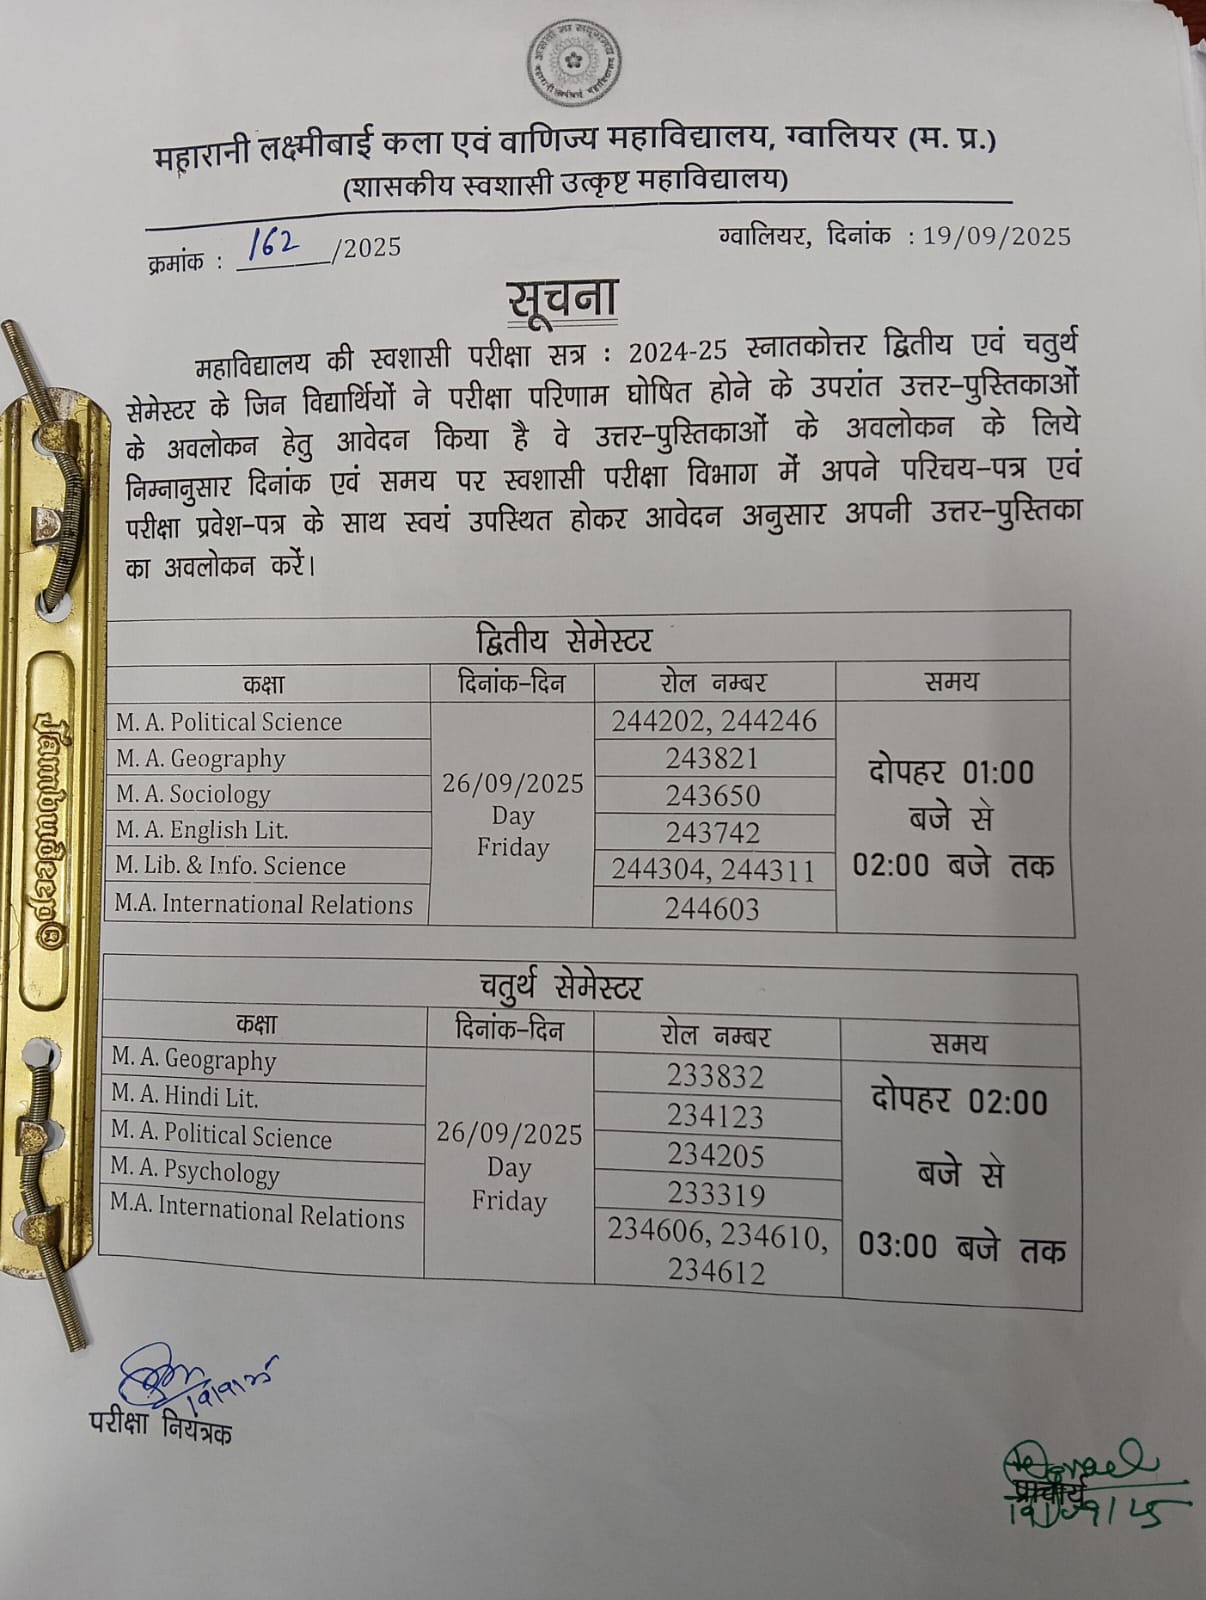 असतो मा सद्गमय
महारानी लक्ष्मीबाई महाविद्यालय
महारानी लक्ष्मीबाई कला एवं वाणिज्य महाविद्यालय, ग्वालियर (म. प्र.)
(शासकीय स्वशासी उत्कृष्ट महाविद्यालय)
क्रमांक : 162 /2025
ग्वालियर, दिनांक : 19/09/2025
सूचना
महाविद्यालय की स्वशासी परीक्षा सत्र : 2024-25 स्नातकोत्तर द्वितीय एवं चतुर्थ
सेमेस्टर के जिन विद्यार्थियों ने परीक्षा परिणाम घोषित होने के उपरांत उत्तर-पुस्तिकाओं
के अवलोकन हेतु आवेदन किया है वे उत्तर-पुस्तिकाओं के अवलोकन के लिये
निम्नानुसार दिनांक एवं समय पर स्वशासी परीक्षा विभाग में अपने परिचय-पत्र एवं
परीक्षा प्रवेश-पत्र के साथ स्वयं उपस्थित होकर आवेदन अनुसार अपनी उत्तर-पुस्तिका
का अवलोकन करें।
द्वितीय सेमेस्टर
कक्षा दिनांक-दिन रोल नम्बर समय
M. A. Political Science 244202, 244246
M. A. Geography 243821
M. A. Sociology 243650
M. A. English Lit. 243742
M. Lib. & Info. Science 244304, 244311
M.A. International Relations 244603
26/09/2025
Day
Friday
दोपहर 01:00
बजे से
02:00 बजे तक
चतुर्थ सेमेस्टर
कक्षा दिनांक-दिन रोल नम्बर समय
M. A. Geography 233832
M. A. Hindi Lit. 234123
M. A. Political Science 234205
M. A. Psychology 233319
M.A. International Relations 234606, 234610,
234612
26/09/2025
Day
Friday
दोपहर 02:00
बजे से
03:00 बजे तक
परीक्षा नियंत्रक
प्राचार्य